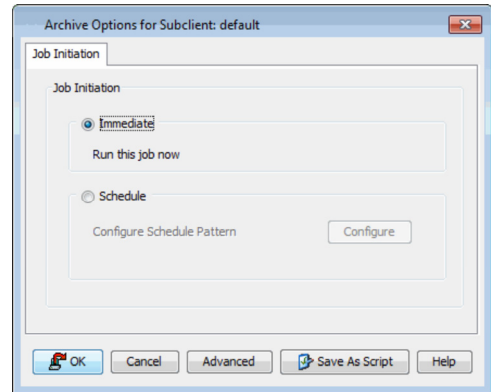 Archive Options for Subclient: default
Job Initiation
Job Initiation
Immediate
Run this job now
Schedule
Configure Schedule Pattern
Configure
OK
Cancel
Advanced
Save As Script
Help